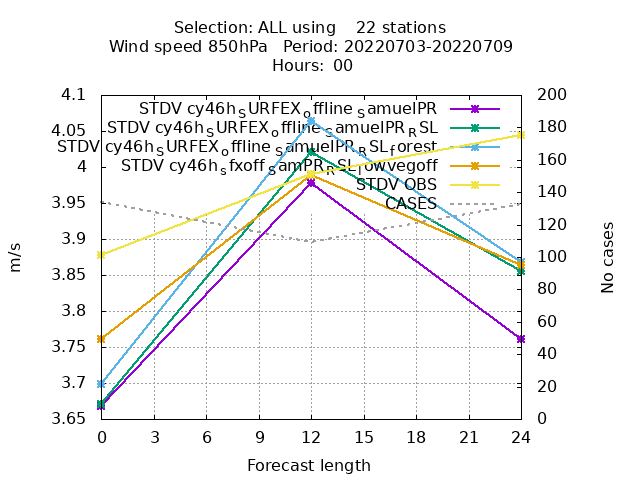 Selection: ALL using    22 stations
Wind speed 850hPa   Period: 20220703-20220709
Hours:  00
4.1
4.05
4
3.95
3.9
3.85
3.8
3.75
3.7
3.65
m/s
STDV cy46h_SURFEX_offline_SamuelPR
STDV cy46h_SURFEX_offline_SamuelPR_RSL
STDV cy46h_SURFEX_offline_SamuelPR_RSL_forest
STDV cy46h_sfxoff_SamPR_RSL_lowvegoff
STDV OBS
CASES
200
180
160
140
120
100
80
60
40
20
0
No cases
0 3 6 9 12 15 18 21 24
Forecast length